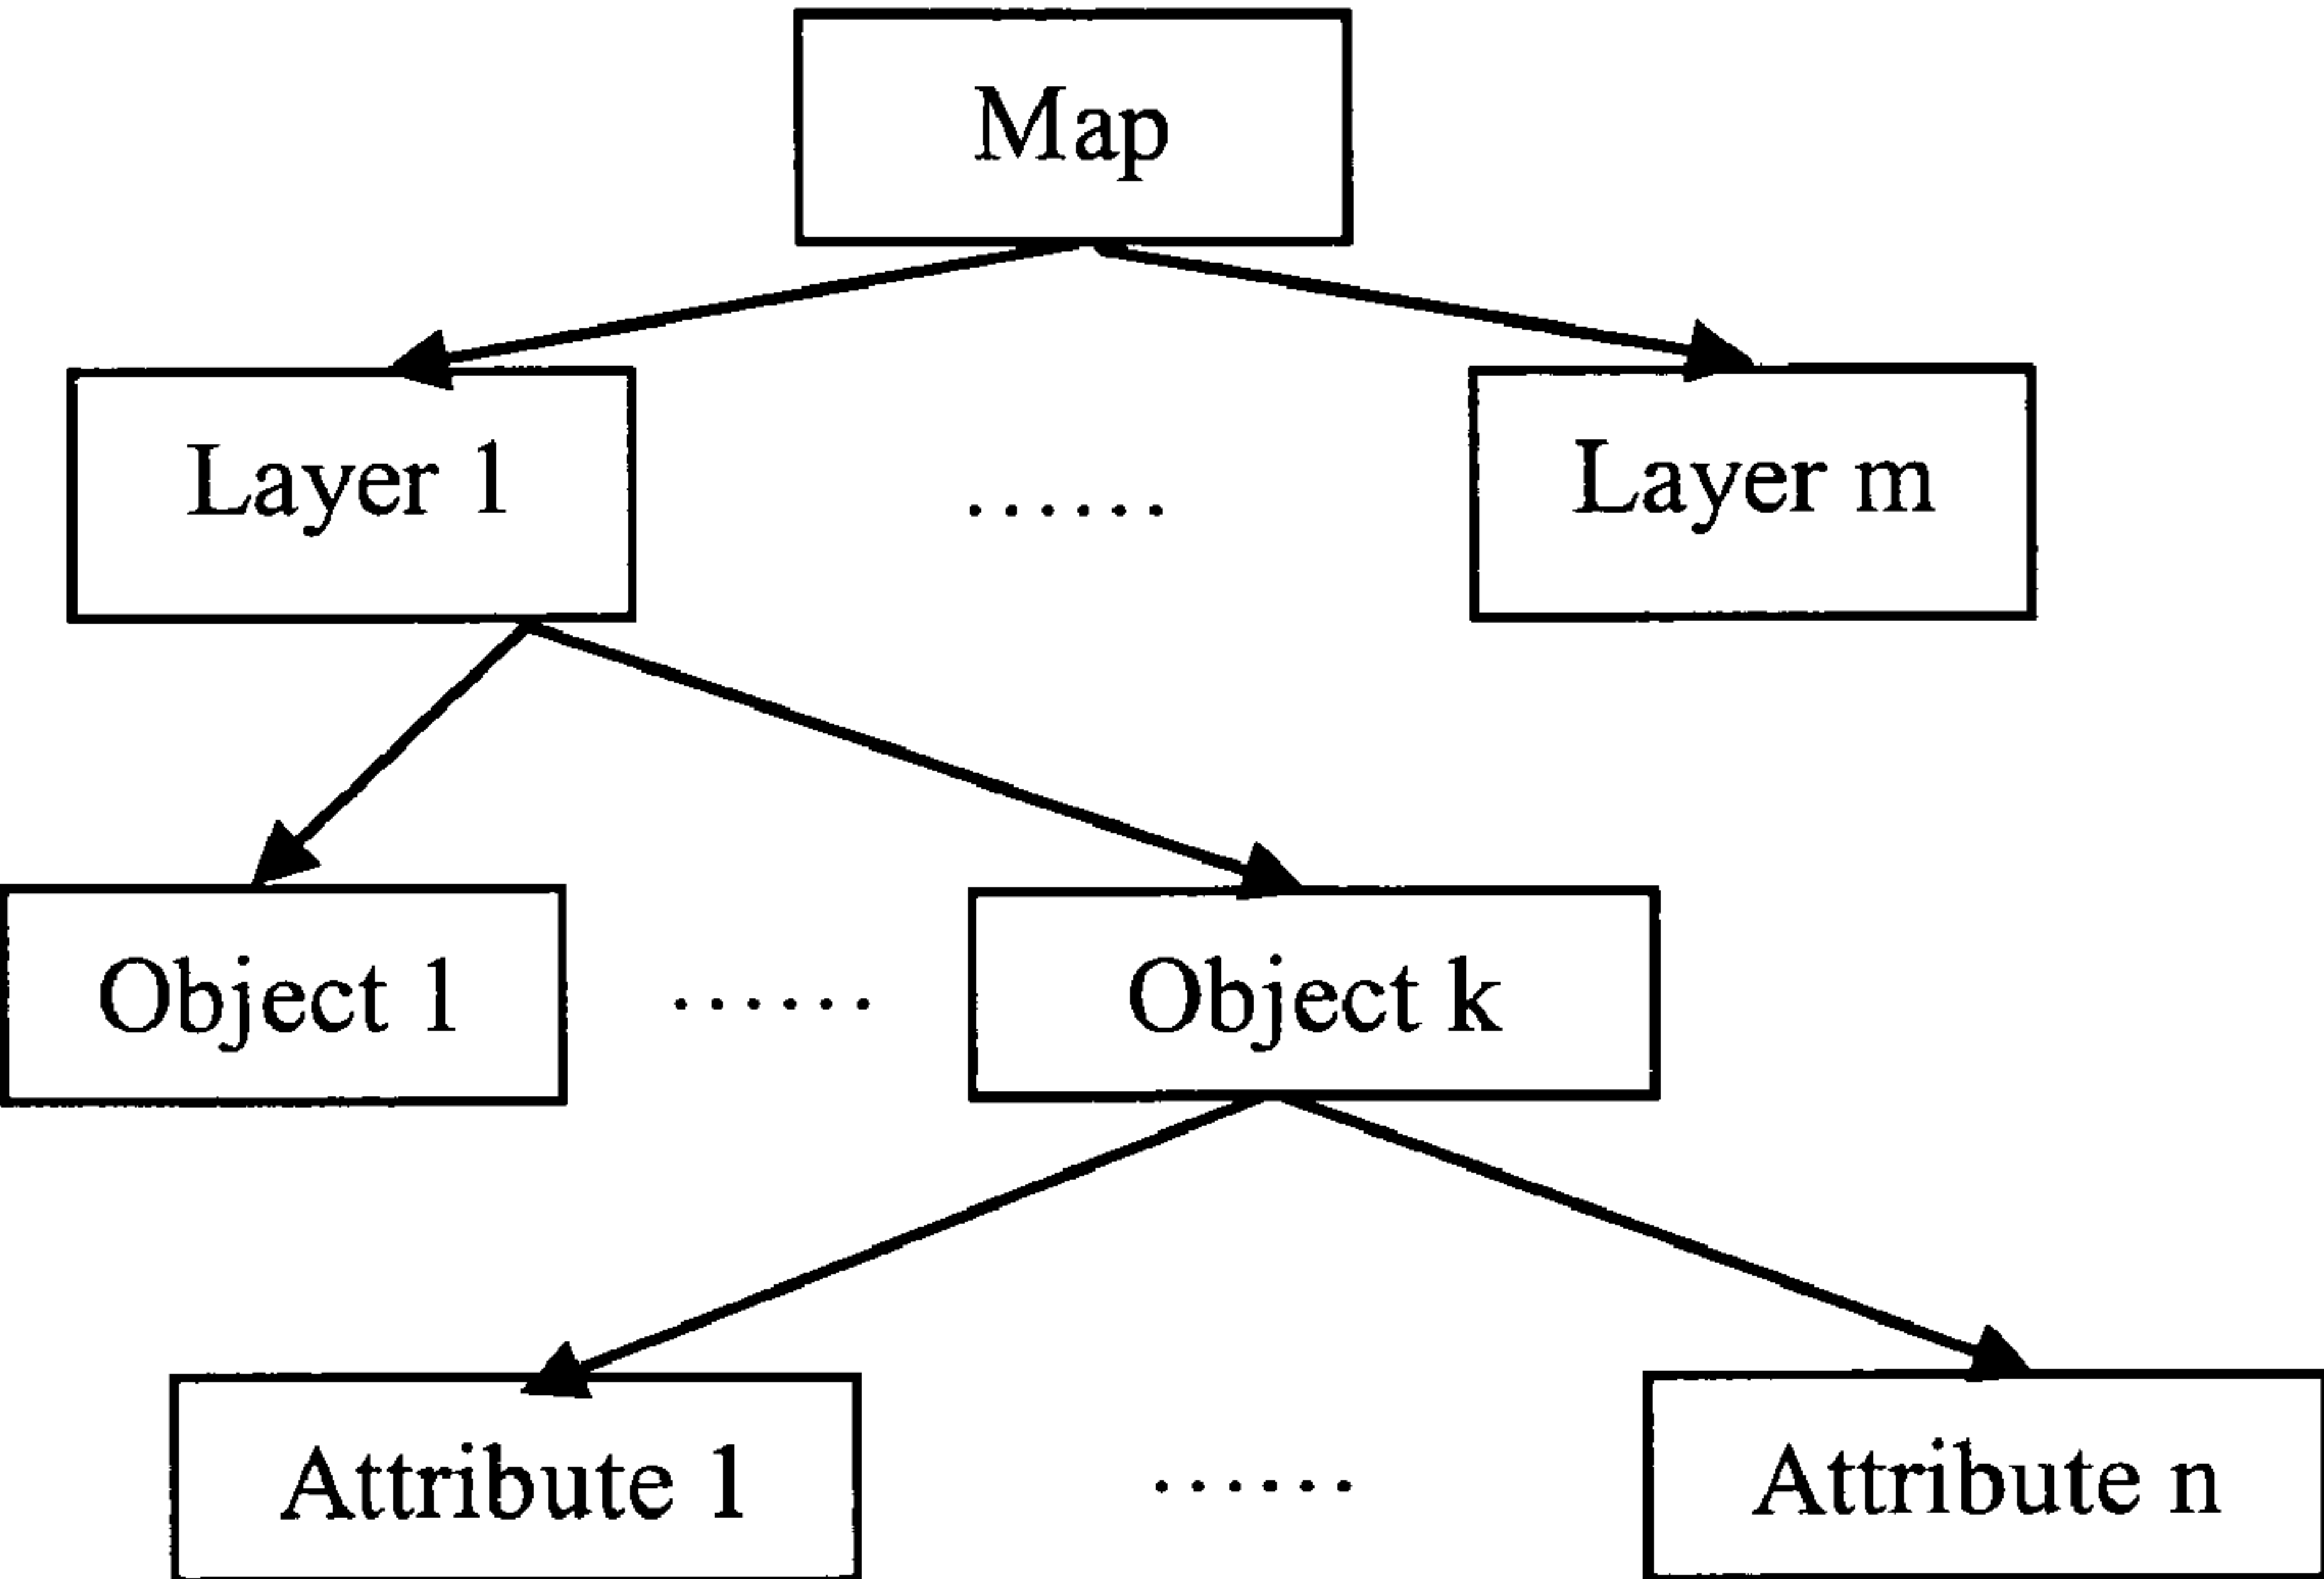 Map
Layer 1
......
Layer m
Object 1
......
Object k
Attribute 1
......
Attribute n